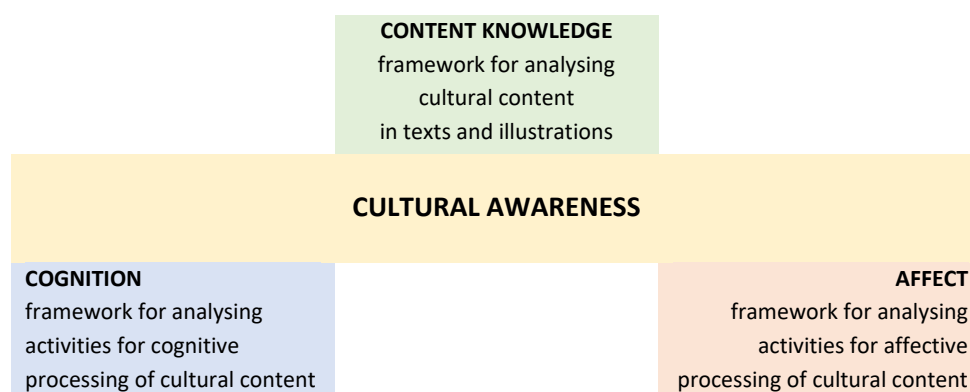 CONTENT KNOWLEDGE
framework for analysing
cultural content
in texts and illustrations
CULTURAL AWARENESS
COGNITION
framework for analysing
activities for cognitive
processing of cultural content
AFFECT
framework for analysing
activities for affective
processing of cultural content